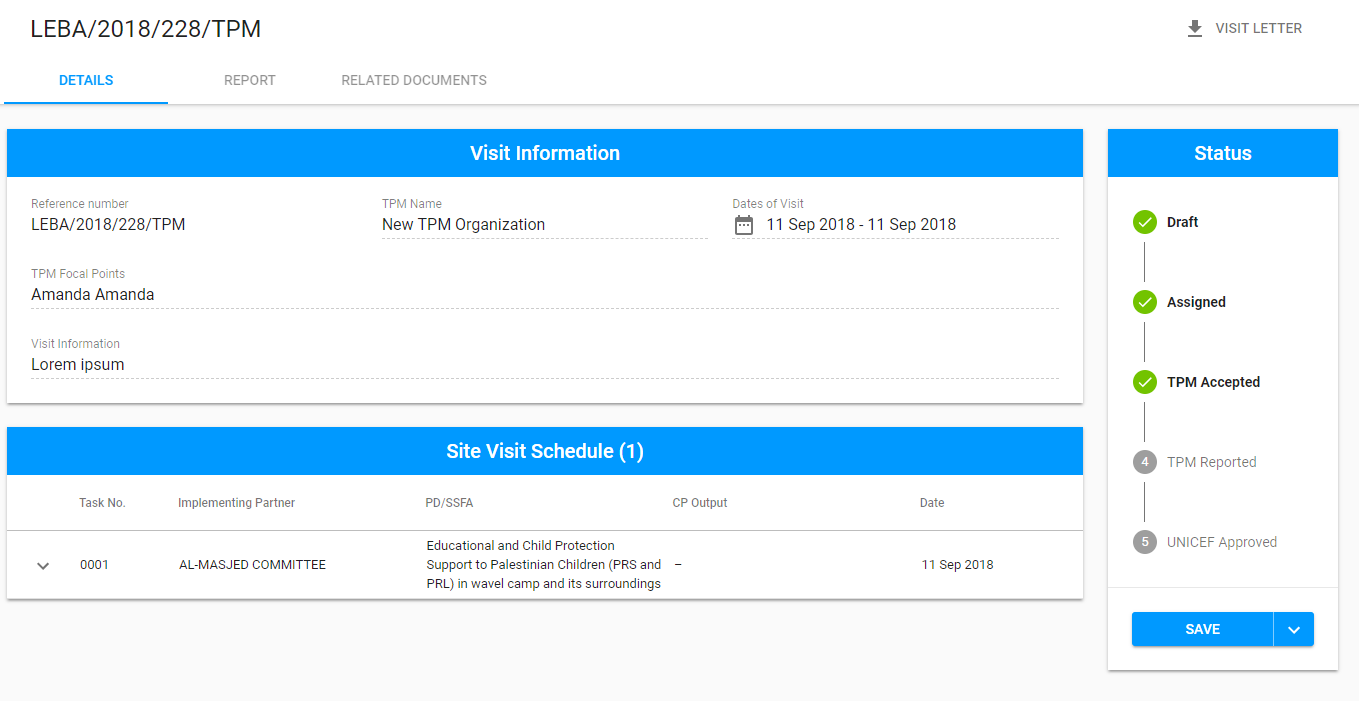 LEBA/2018/228/TPM
VISIT LETTER
DETAILS
REPORT
RELATED DOCUMENTS
Visit Information
Reference number
LEBA/2018/228/TPM
TPM Name
New TPM Organization
Dates of Visit
11 Sep 2018 - 11 Sep 2018
TPM Focal Points
Amanda Amanda
Visit Information
Lorem ipsum
Site Visit Schedule (1)
Task No.
Implementing Partner
PD/SSFA
CP Output
Date
0001
AL-MASJED COMMITTEE
Educational and Child Protection
Support to Palestinian Children (PRS and
PRL) in wavel camp and its surroundings
–
11 Sep 2018
Status
Draft
Assigned
TPM Accepted
4 TPM Reported
5 UNICEF Approved
SAVE